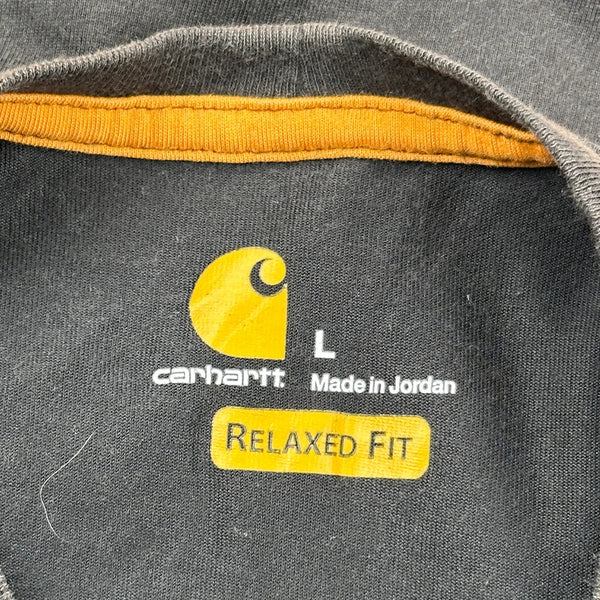 L
carhartt. Made in Jordan
RELAXED FIT